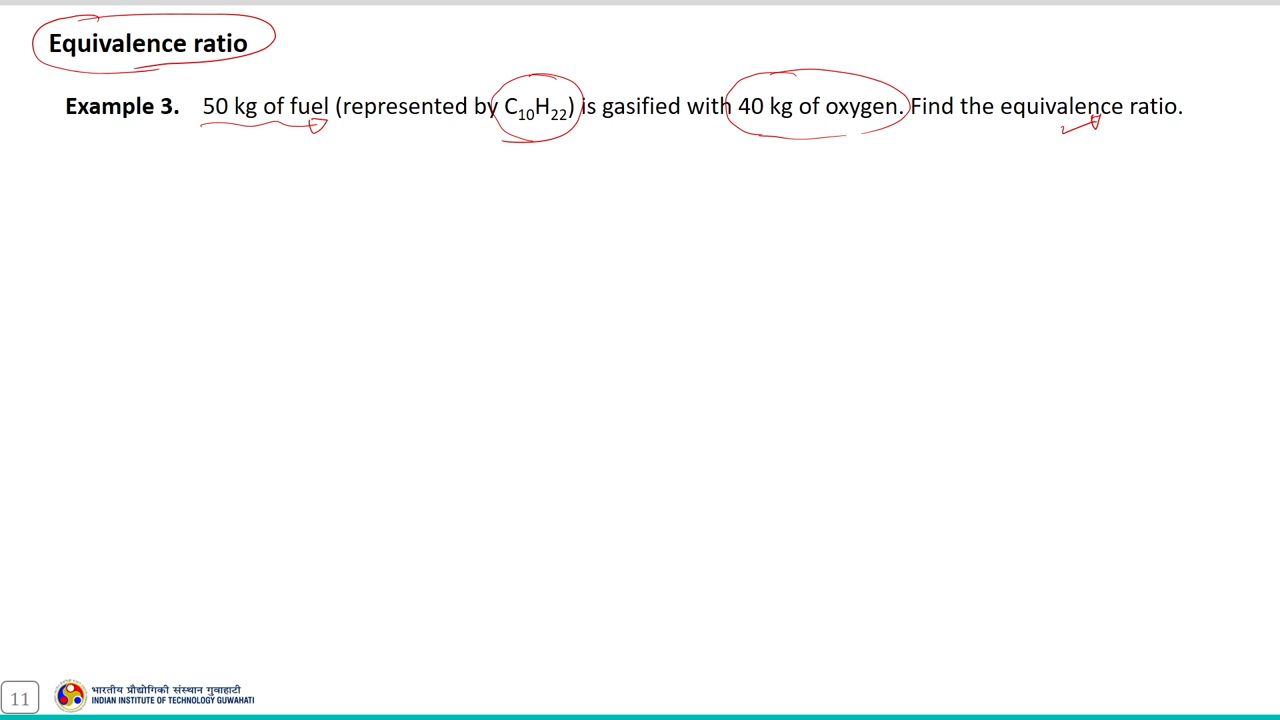 Equivalence ratio
Example 3. 50 kg of fuel (represented by C₁₀H₂₂) is gasified with 40 kg of oxygen. Find the equivalence ratio.
11
भारतीय प्रौद्योगिकी संस्थान गुवाहाटी
INDIAN INSTITUTE OF TECHNOLOGY GUWAHATI